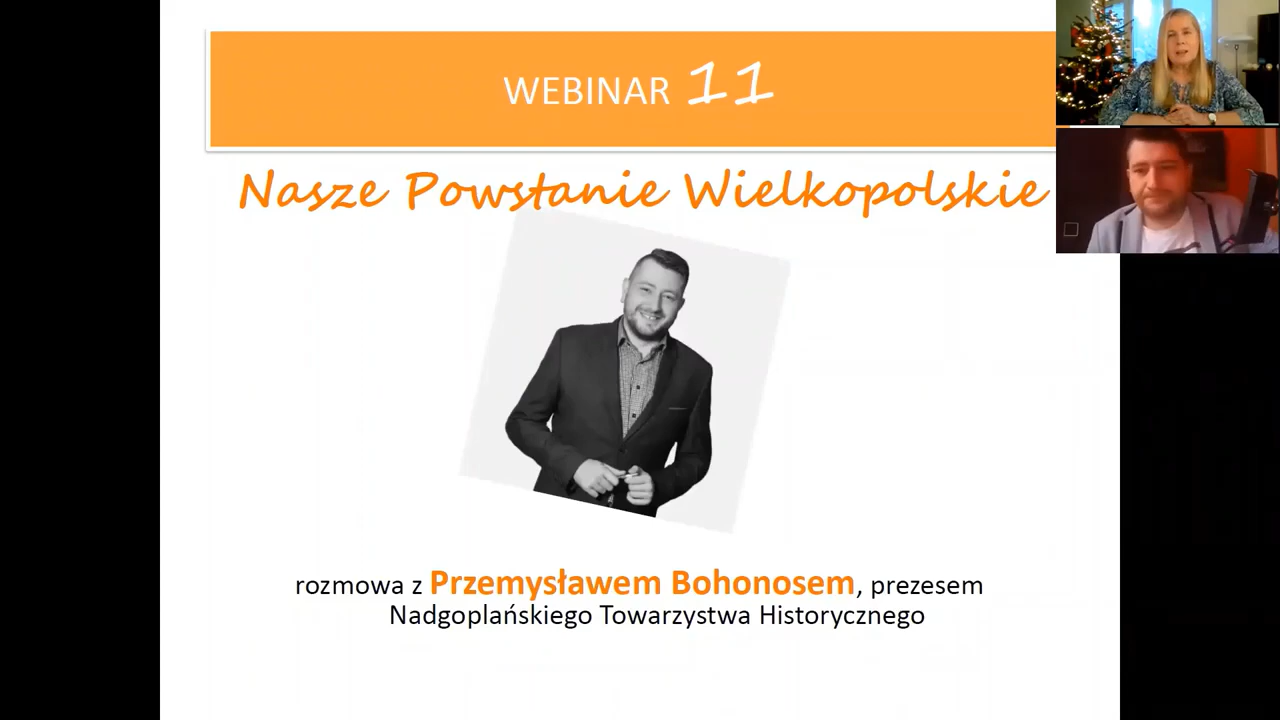 WEBINAR 11
Nasze Powstanie Wielkopolskie
rozmowa z Przemysławem Bohonosem, prezesem
Nadgoplańskiego Towarzystwa Historycznego